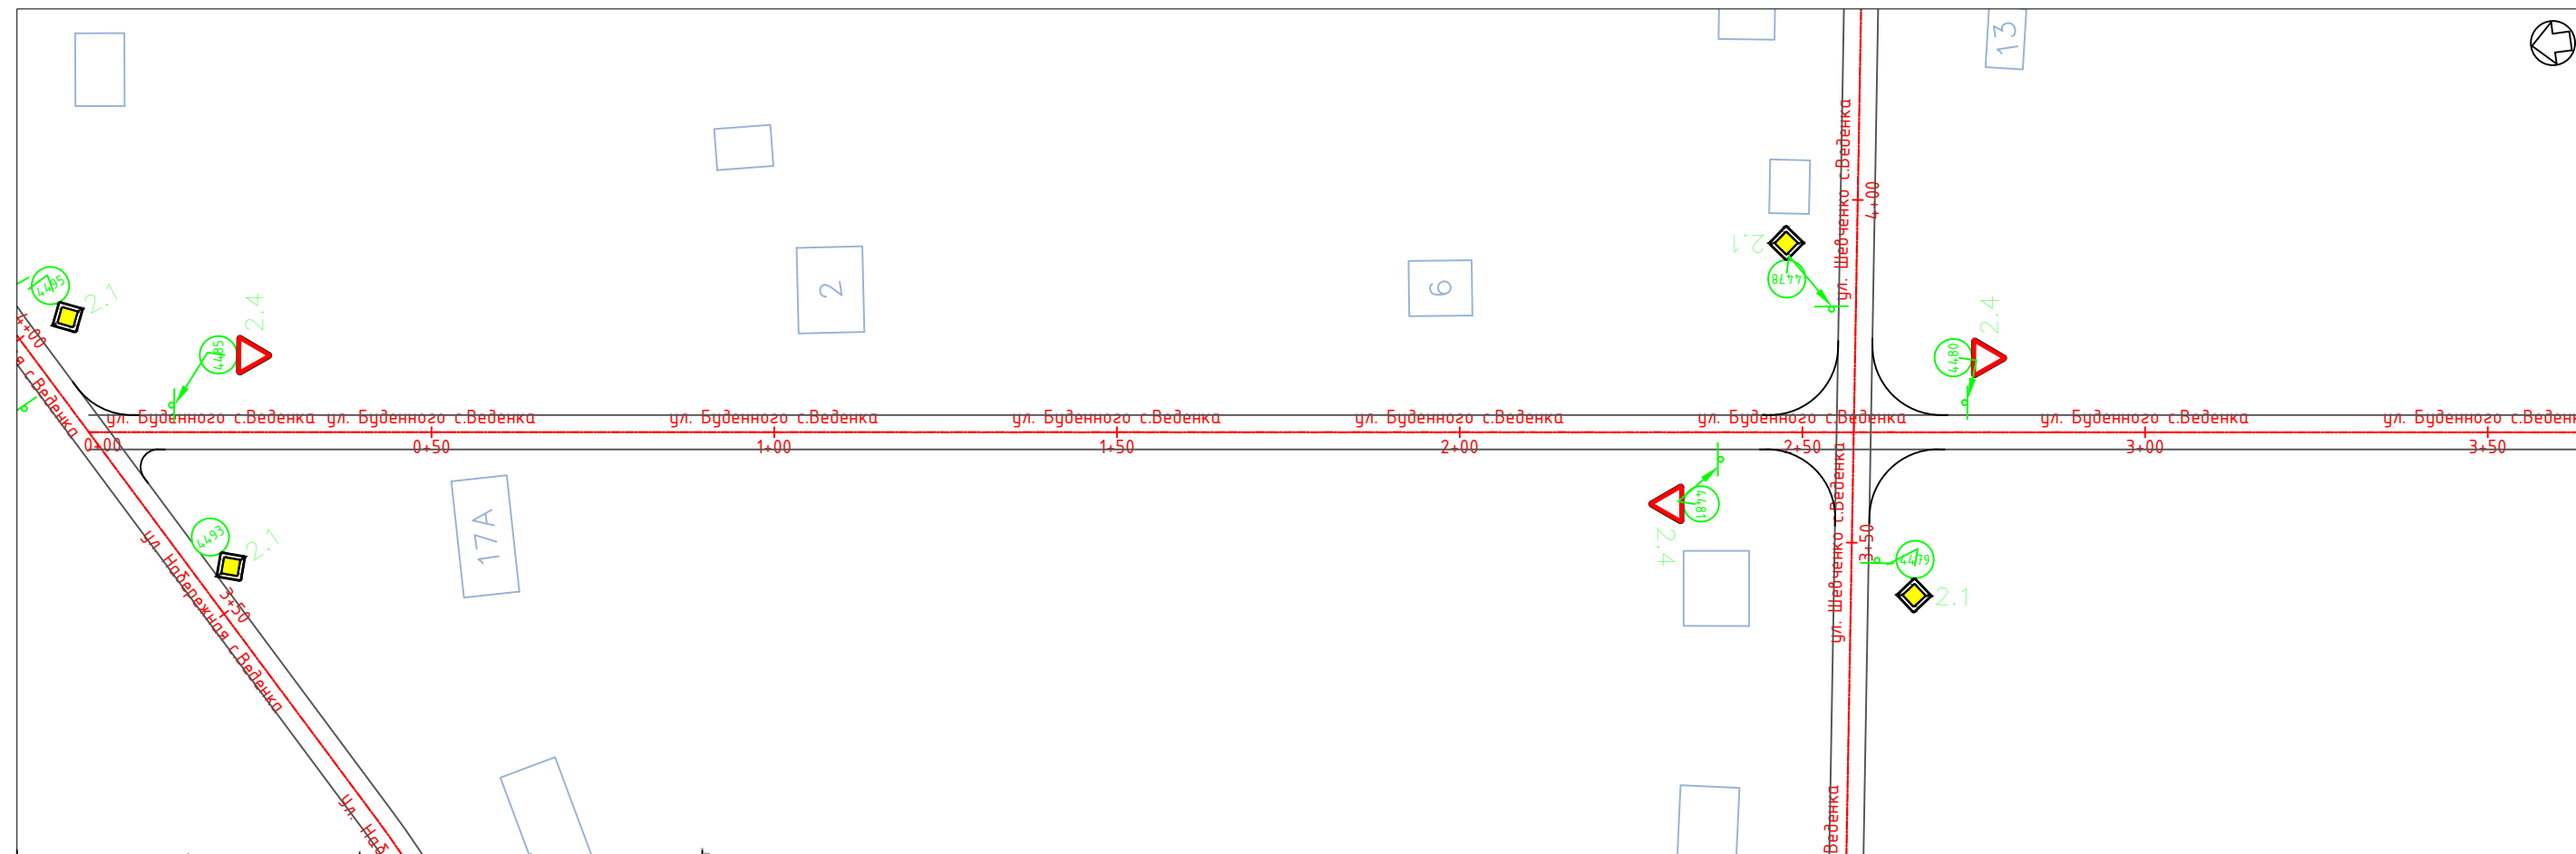 13
ул. Шевченко с.Веденка
4+00
2
6
2.1
4478
4495
2.1
2.4
4485
4480
2.4
4+00
я с.Веденка
ул. Буденного с.Веденка
ул. Буденного с.Веденка
ул. Буденного с.Веденка
ул. Буденного с.Веденка
ул. Буденного с.Веденка
ул. Буденного с.Веденка
ул. Буденного с.Веденка
ул. Буденного с.Веденк
0+00
0+50
1+00
1+50
2+00
2+50
3+00
3+50
17А
4481
2.4
4493
2.1
ул. Шевченко с.Веденка
3+50
4479
2.1
ул. Набережная с.Веденка
3+50
ул. Наб
Веденка